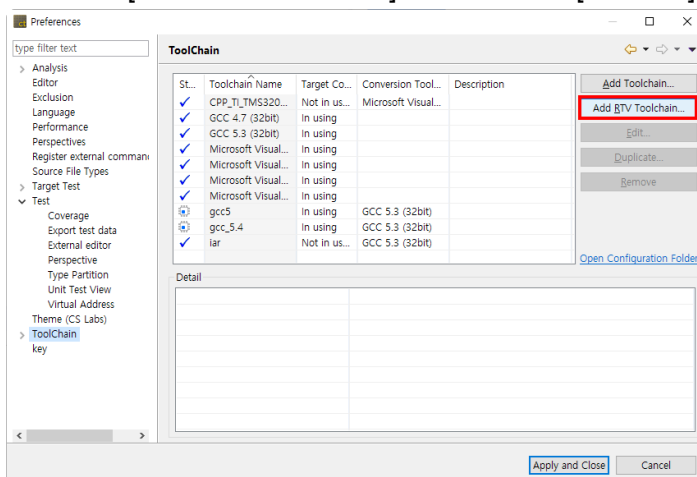 Preferences
type filter text
ToolChain
Analysis
Editor
Exclusion
Language
Performance
Perspectives
Register external comman
Source File Types
Target Test
Test
Coverage
Export test data
External editor
Perspective
Type Partition
Unit Test View
Virtual Address
Theme (CS Labs)
ToolChain
key
St... Toolchain Name Target Co... Conversion Tool... Description
CPP_TI_TMS320... Not in us... Microsoft Visual...
GCC 4.7 (32bit) In using
GCC 5.3 (32bit) In using
Microsoft Visual... In using
Microsoft Visual... In using
Microsoft Visual... In using
gcc5 In using GCC 5.3 (32bit)
gcc_5.4 In using GCC 5.3 (32bit)
iar Not in us... GCC 5.3 (32bit)
Add Toolchain...
Add RTV Toolchain...
Edit...
Duplicate...
Remove
Open Configuration Folder
Detail
Apply and Close
Cancel